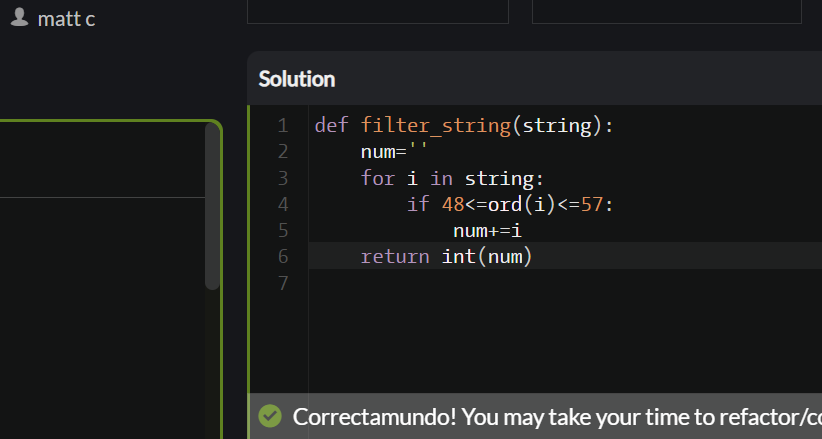 matt c
Solution
1 def filter_string(string):
2     num=''
3     for i in string:
4         if 48<=ord(i)<=57:
5             num+=i
6     return int(num)
7
Correctamundo! You may take your time to refactor/co